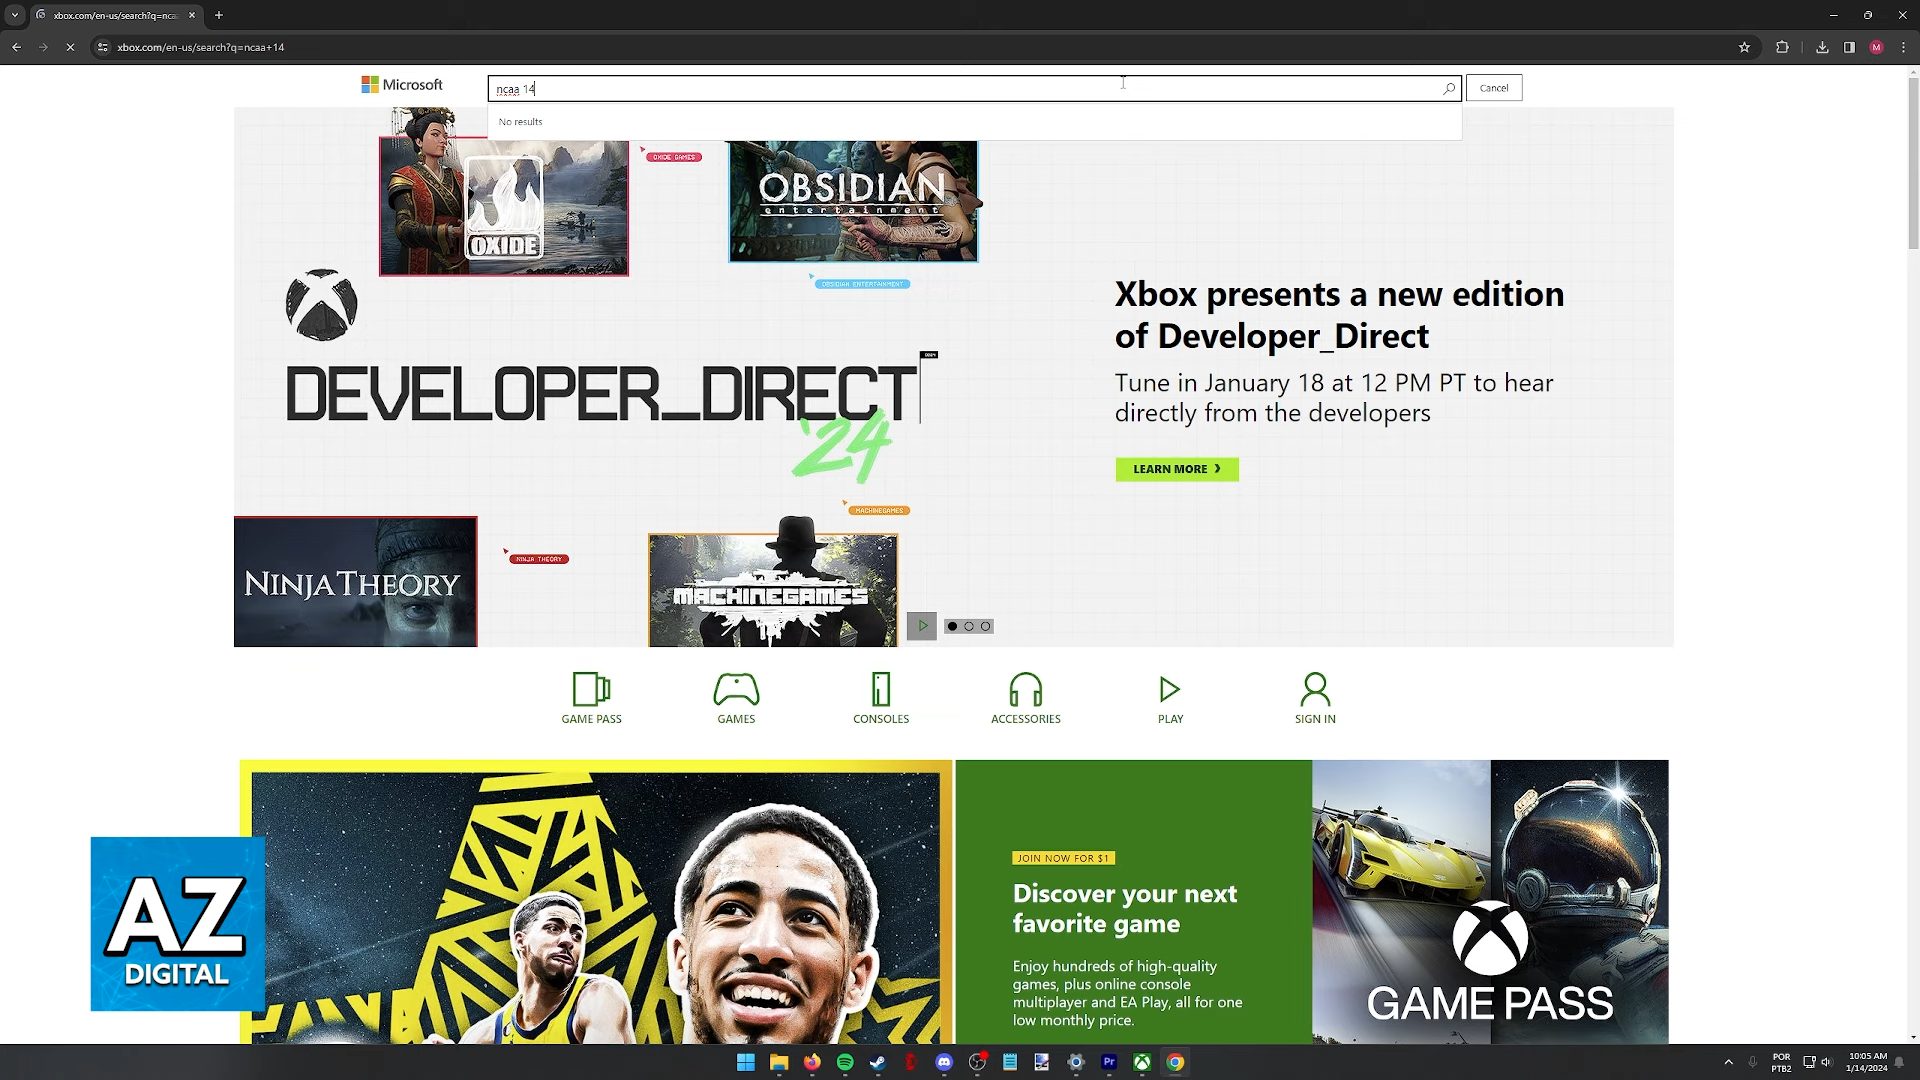 xbox.com/en-us/search?q=nca
xbox.com/en-us/search?q=ncaa+14
M
Microsoft
ncaa 14
Cancel
No results
OXIDE GAMES
OXIDE
OBSIDIAN
entertainment
OBSIDIAN ENTERTAINMENT
Xbox presents a new edition
of Developer_Direct
Tune in January 18 at 12 PM PT to hear
directly from the developers
LEARN MORE
DEVELOPER_DIRECT
'24
MACHINEGAMES
NINJA THEORY
NINJA THEORY
MACHINEGAMES
GAME PASS
GAMES
CONSOLES
ACCESSORIES
PLAY
SIGN IN
JOIN NOW FOR $1
Discover your next
favorite game
Enjoy hundreds of high-quality
games, plus online console
multiplayer and EA Play, all for one
low monthly price.
GAME PASS
AZ
DIGITAL
Pr
POR
PTB2
10:05 AM
1/14/2024